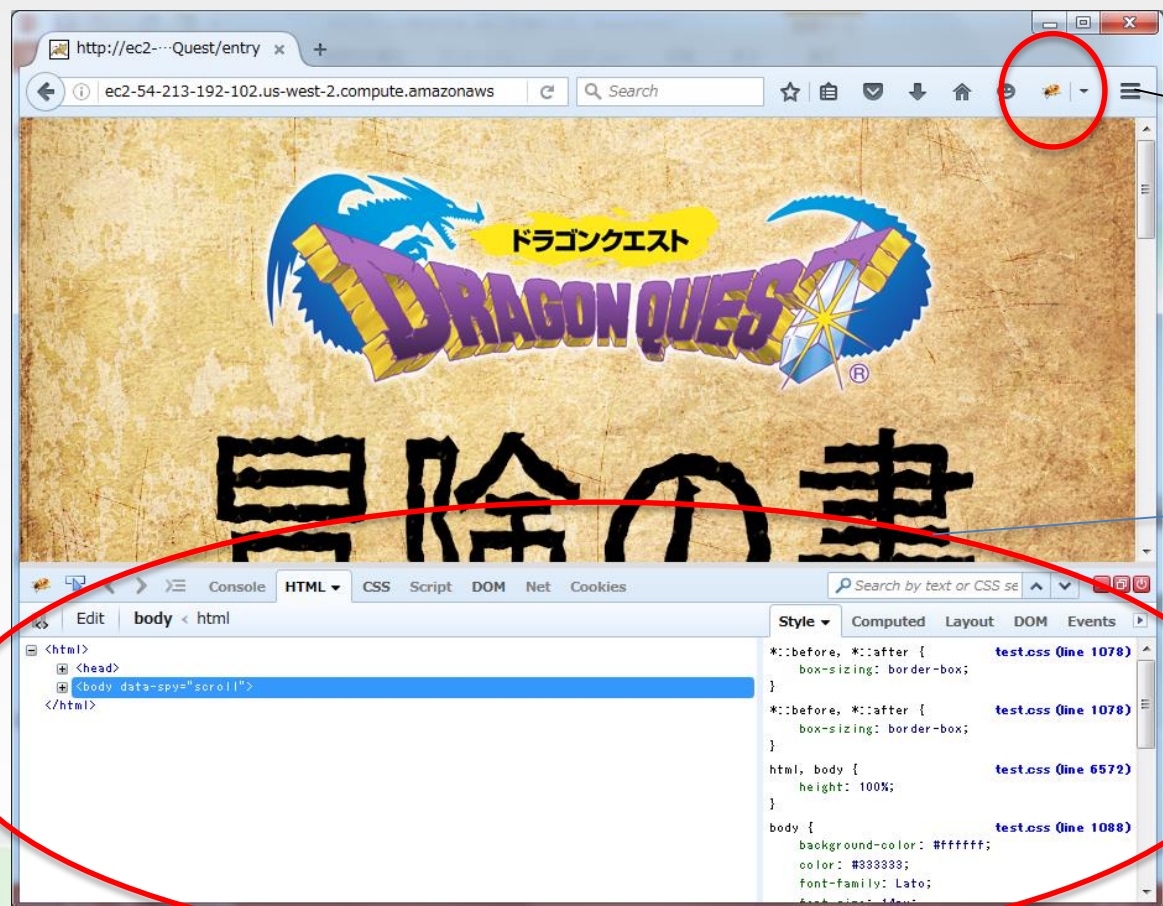 http://ec2-···Quest/entry × +
ec2-54-213-192-102.us-west-2.compute.amazonaws Search
ドラゴンクエスト
DRAGON QUEST
®
冒険の書
Console HTML CSS Script DOM Net Cookies Search by text or CSS se
Edit body < html
Style Computed Layout DOM Events
<html>
<head>
<body data-spy="scroll">
</html>
*::before, *::after { test.css (line 1078)
box-sizing: border-box;
}
*::before, *::after { test.css (line 1078)
box-sizing: border-box;
}
html, body { test.css (line 6572)
height: 100%;
}
body { test.css (line 1088)
background-color: #ffffff;
color: #333333;
font-family: Lato;